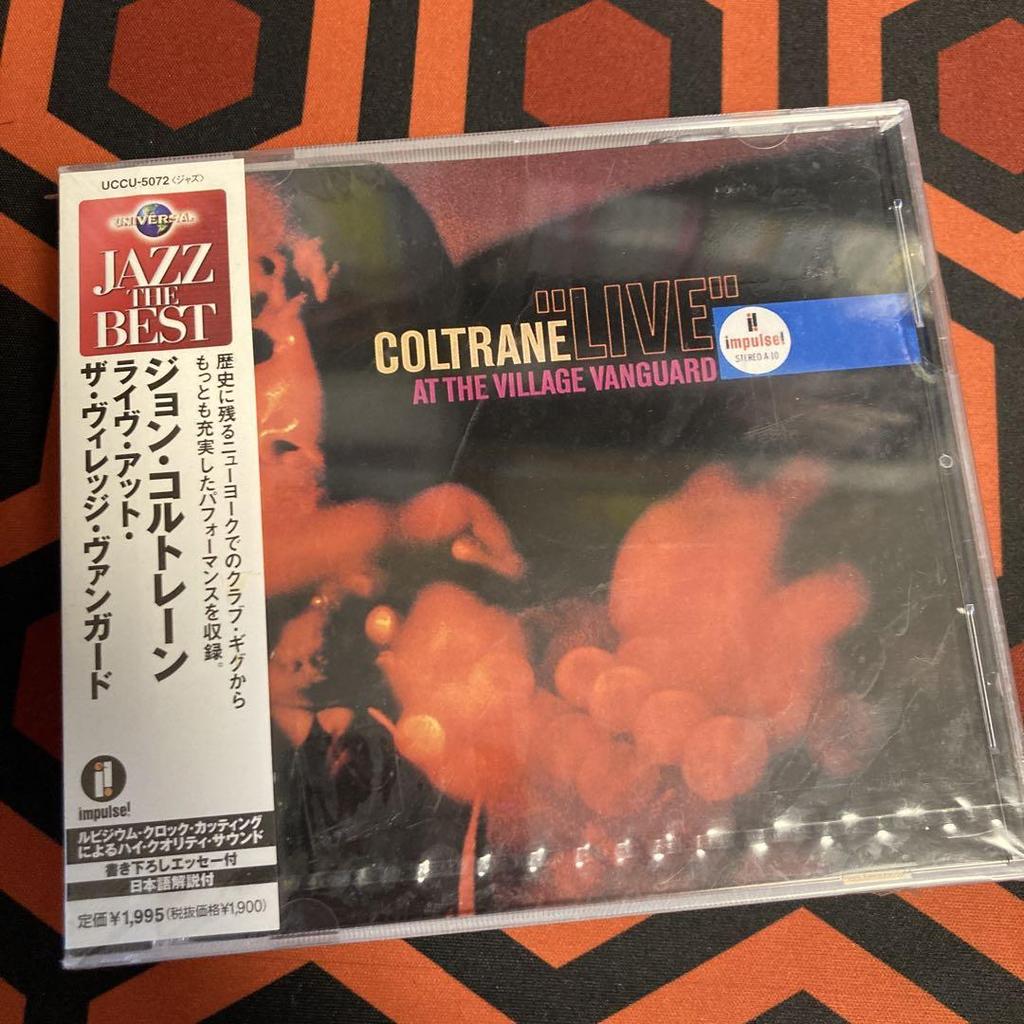 UCCU-5072〈ジャズ〉
UNIVERSAL
JAZZ
THE
BEST
歴史に残るニューヨークでのクラブ・ギグから
もっとも充実したパフォーマンスを収録。
ジョン・コルトレーン
ライヴ・アット・
ザ・ヴィレッジ・ヴァンガード
i!
impulse!
ルビジウム・クロック・カッティング
によるハイ・クオリティ・サウンド
書き下ろしエッセー付
日本語解説付
定価¥1,995(税抜価格¥1,900)
COLTRANE "LIVE"
AT THE VILLAGE VANGUARD
i!
impulse!
STEREO A 10